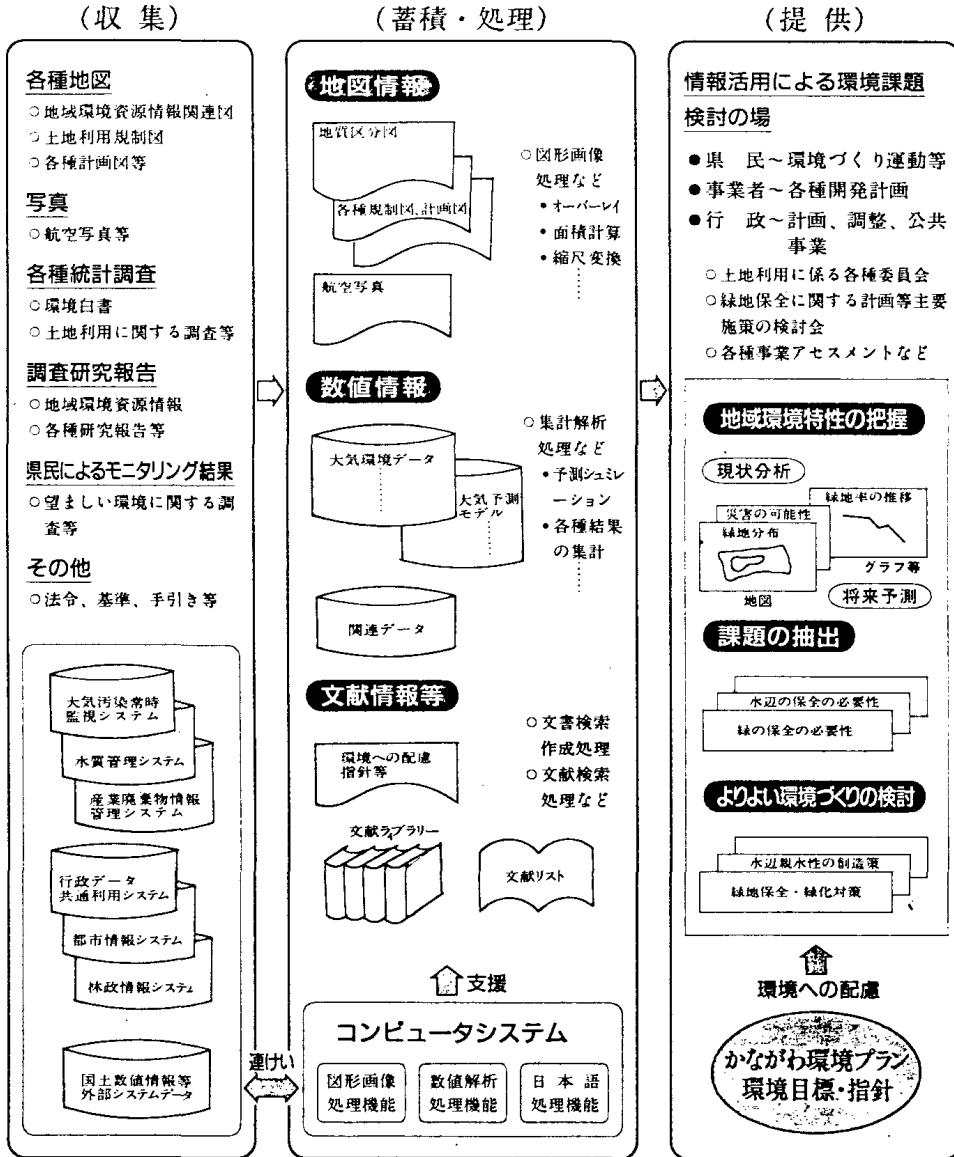 (収 集)
各種地図
○地域環境資源情報関連図
○土地利用規制図
○各種計画図等
写真
○航空写真等
各種統計調査
○環境白書
○土地利用に関する調査等
調査研究報告
○地域環境資源情報
○各種研究報告等
県民によるモニタリング結果
○望ましい環境に関する調
査等
その他
○法令、基準、手引き等
大気汚染常時
監視システム
水質管理システム
産業廃棄物情報
管理システム
行政データ
共通利用システム
都市情報システム
林政情報システム
国土数値情報等
外部システムデータ
連けい
(蓄積・処理)
地図情報
地質区分図
各種規制図、計画図
航空写真
○図形画像
処理など
•オーバーレイ
•面積計算
•縮尺変換
数値情報
大気環境データ
大気予測
モデル
関連データ
○集計解析
処理など
•予測シュミレ
ーション
•各種結果
の集計
文献情報等
環境への配慮
指針等
文献ライブラリー
文献リスト
○文書検索
作成処理
○文献検索
処理など
支援
コンピュータシステム
図形画像
処理機能
数値解析
処理機能
日本語
処理機能
(提 供)
情報活用による環境課題
検討の場
●県 民～環境づくり運動等
●事業者～各種開発計画
●行 政～計画、調整、公共
事業
○土地利用に係る各種委員会
○緑地保全に関する計画等主要
施策の検討会
○各種事業アセスメントなど
地域環境特性の把握
現状分析
緑地率の推移
災害の可能性
緑地分布
グラフ等
地図
将来予測
課題の抽出
水辺の保全の必要性
緑の保全の必要性
よりよい環境づくりの検討
水辺親水性の創造策
緑地保全・緑化対策
環境への配慮
かながわ環境プラン
環境目標・指針